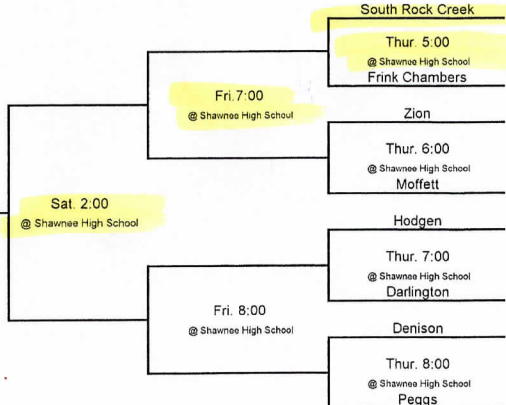 South Rock Creek
Thur. 5:00
@ Shawnee High School
Frink Chambers
Fri.7:00
@ Shawnee High School
Zion
Thur. 6:00
@ Shawnee High School
Moffett
Sat. 2:00
@ Shawnee High School
Hodgen
Thur. 7:00
@ Shawnee High School
Darlington
Fri. 8:00
@ Shawnee High School
Denison
Thur. 8:00
@ Shawnee High School
Peggs